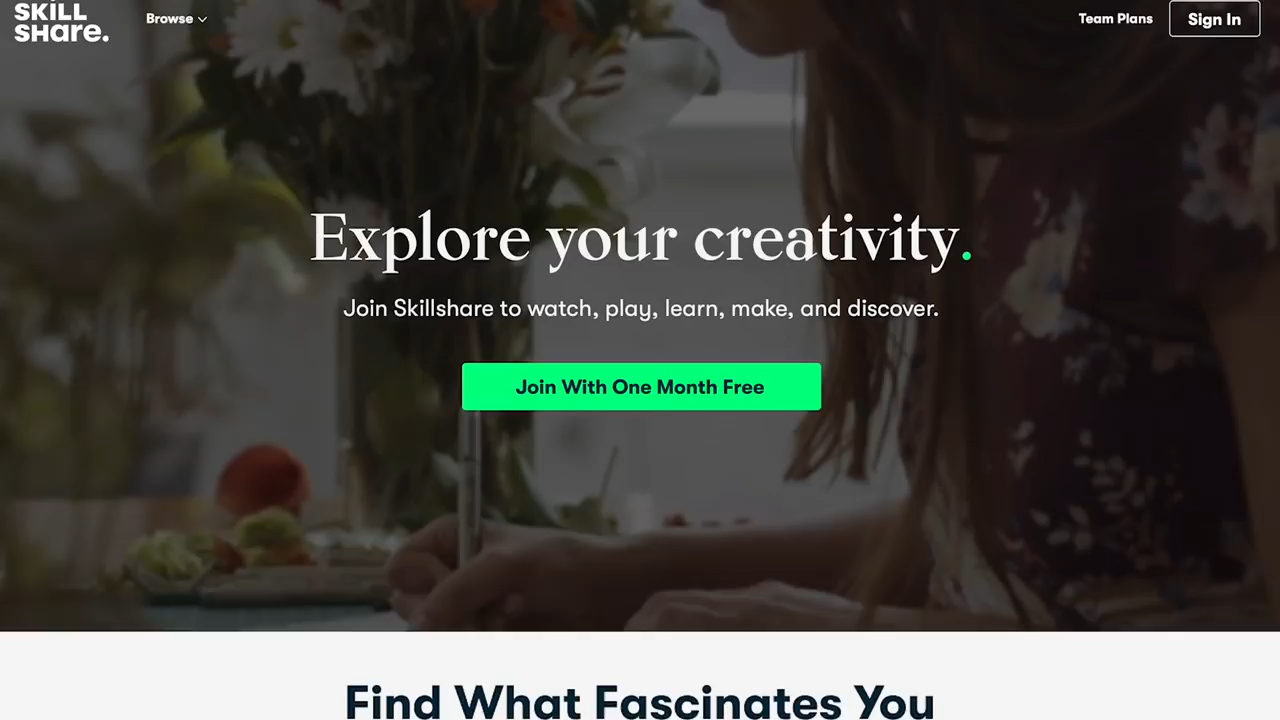 SKILL
SHare.
Browse
Team Plans
Sign In
Explore your creativity.
Join Skillshare to watch, play, learn, make, and discover.
Join With One Month Free
Find What Fascinates You